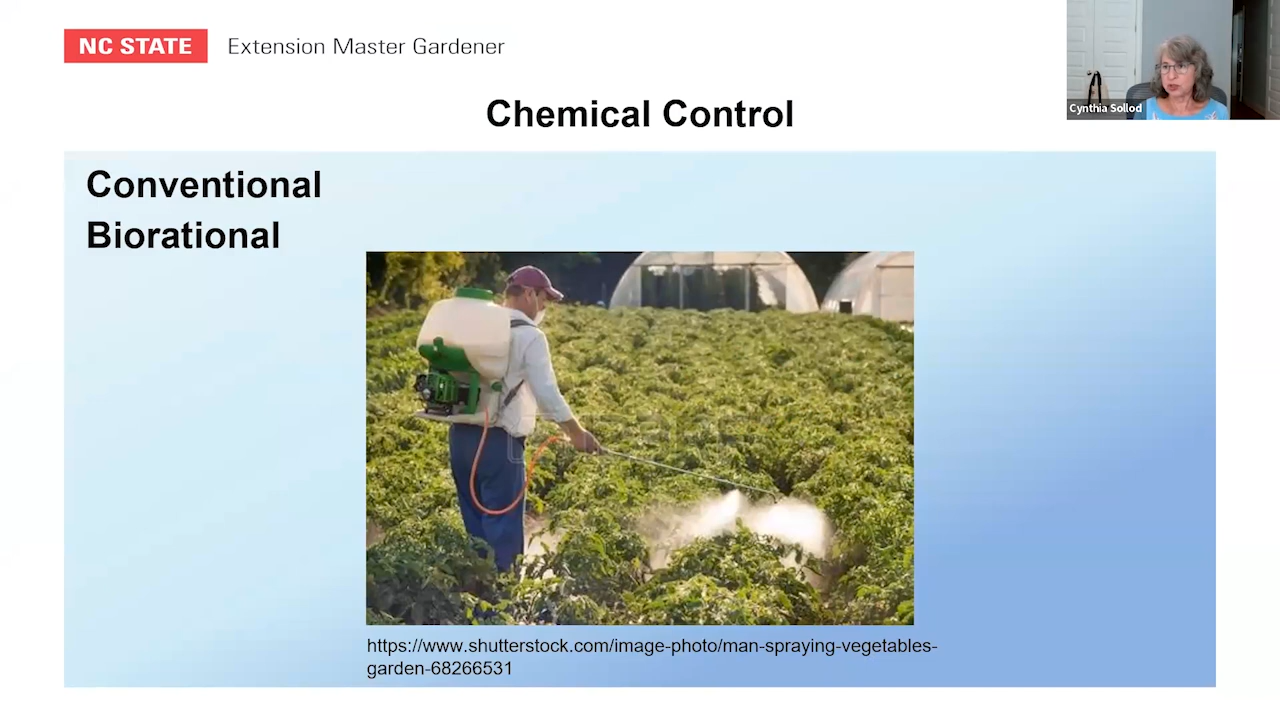 NC STATE Extension Master Gardener
Cynthia Sollod
Chemical Control
Conventional
Biorational
https://www.shutterstock.com/image-photo/man-spraying-vegetables-
garden-68266531